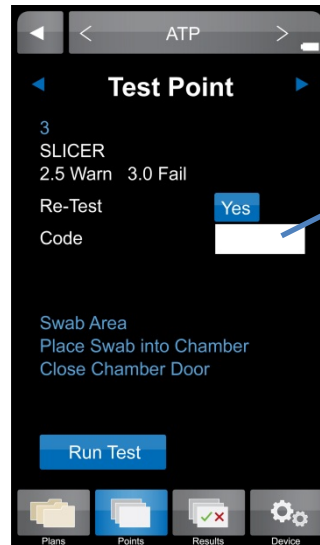 < ATP >
Test Point
3
SLICER
2.5 Warn 3.0 Fail
Re-Test Yes
Code
Swab Area
Place Swab into Chamber
Close Chamber Door
Run Test
Plans Points Results Device